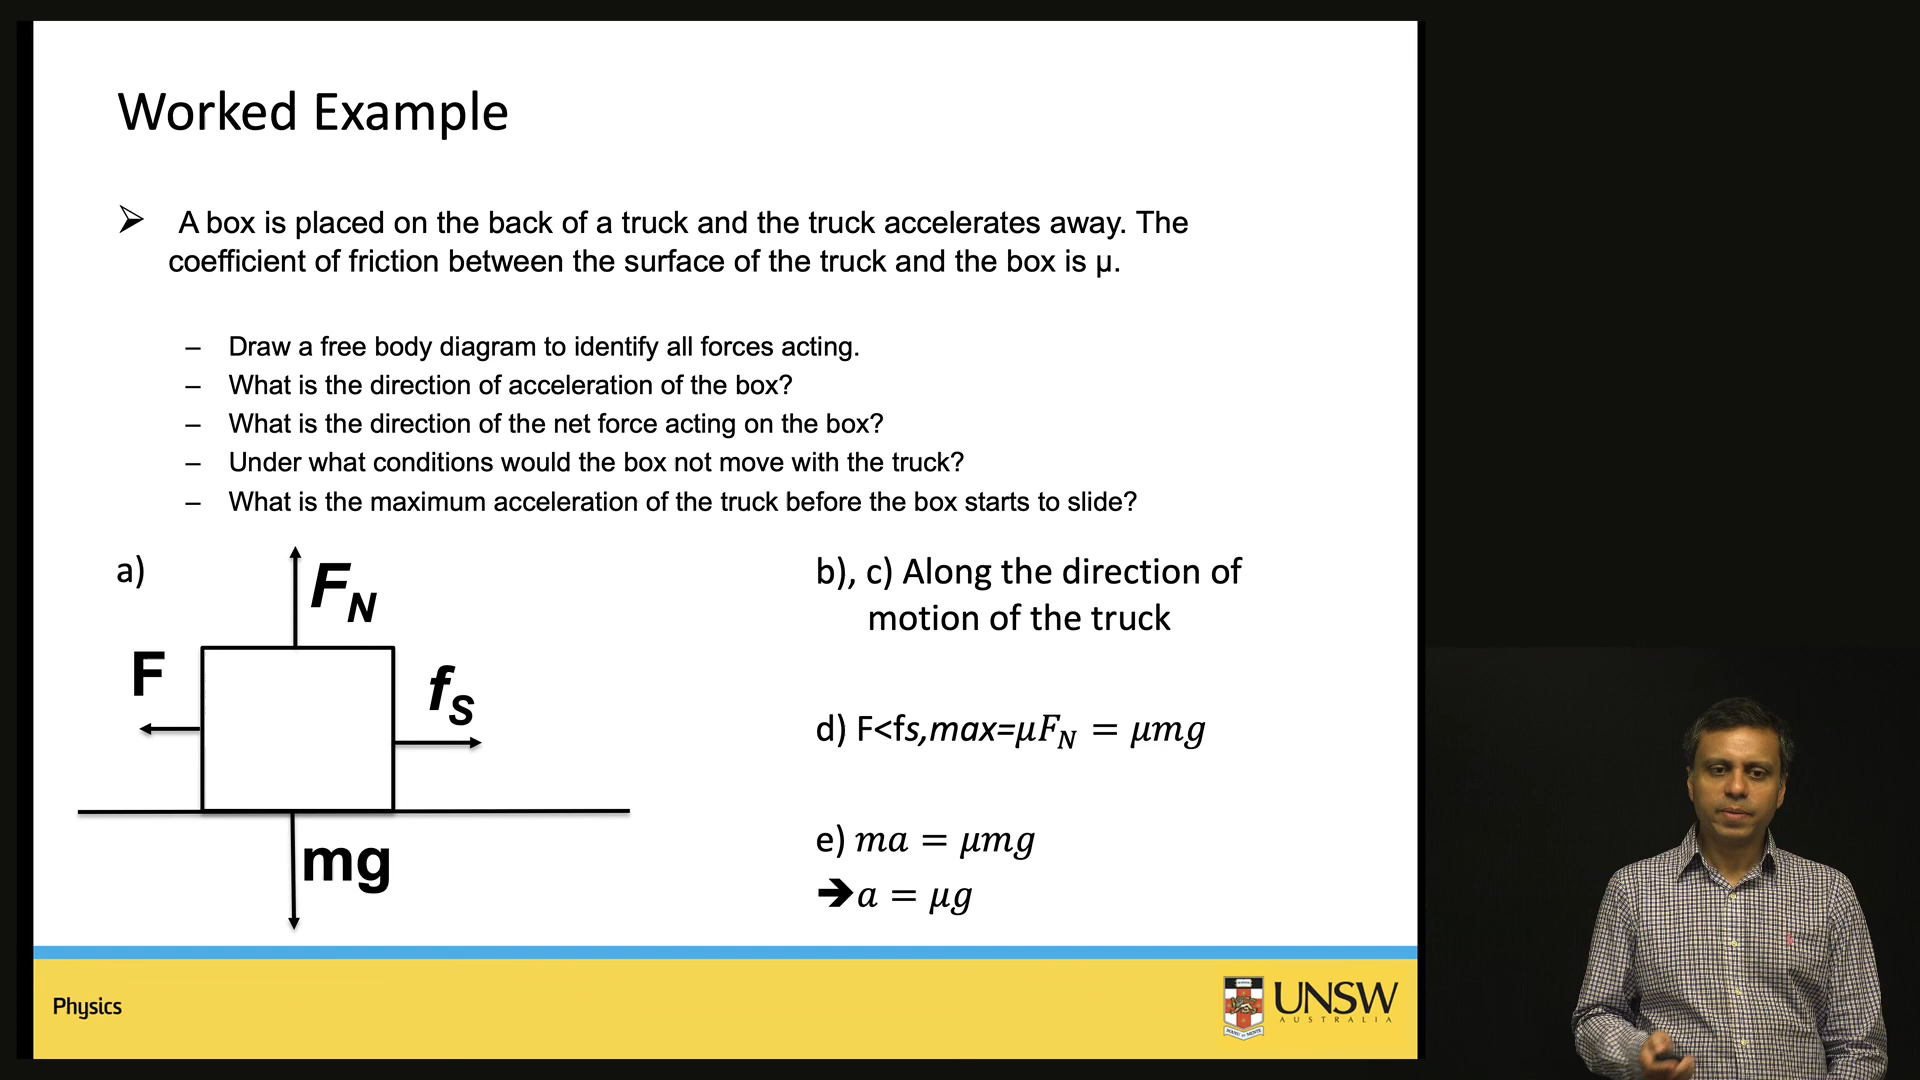 Worked Example
➢ A box is placed on the back of a truck and the truck accelerates away. The
coefficient of friction between the surface of the truck and the box is μ.
– Draw a free body diagram to identify all forces acting.
– What is the direction of acceleration of the box?
– What is the direction of the net force acting on the box?
– Under what conditions would the box not move with the truck?
– What is the maximum acceleration of the truck before the box starts to slide?
a)
F_N
F
f_S
mg
b), c) Along the direction of
motion of the truck
d) F<fs,max=μF_N = μmg
e) ma = μmg
➔a = μg
Physics
UNSW
AUSTRALIA